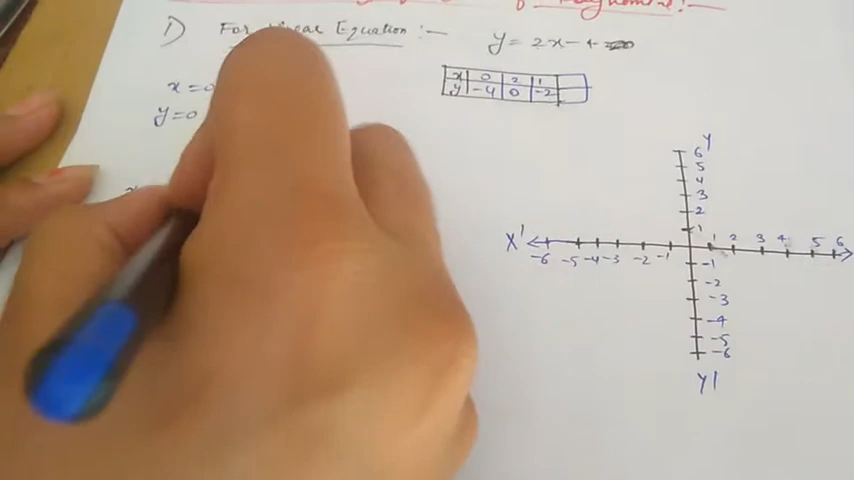 of Polynomial :-
1) For Linear Equation :- y = 2x - 4
x 0 2 1
y -4 0 -2
x = 0
y = 0
Y
6
5
4
3
2
1
X' -6 -5 -4 -3 -2 -1 1 2 3 4 5 6
-1
-2
-3
-4
-5
-6
Y'